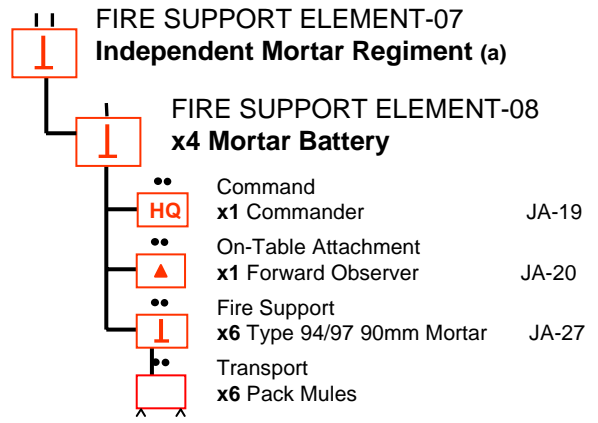 FIRE SUPPORT ELEMENT-07
Independent Mortar Regiment (a)
FIRE SUPPORT ELEMENT-08
x4 Mortar Battery
Command
HQ x1 Commander JA-19
On-Table Attachment
x1 Forward Observer JA-20
Fire Support
x6 Type 94/97 90mm Mortar JA-27
Transport
x6 Pack Mules